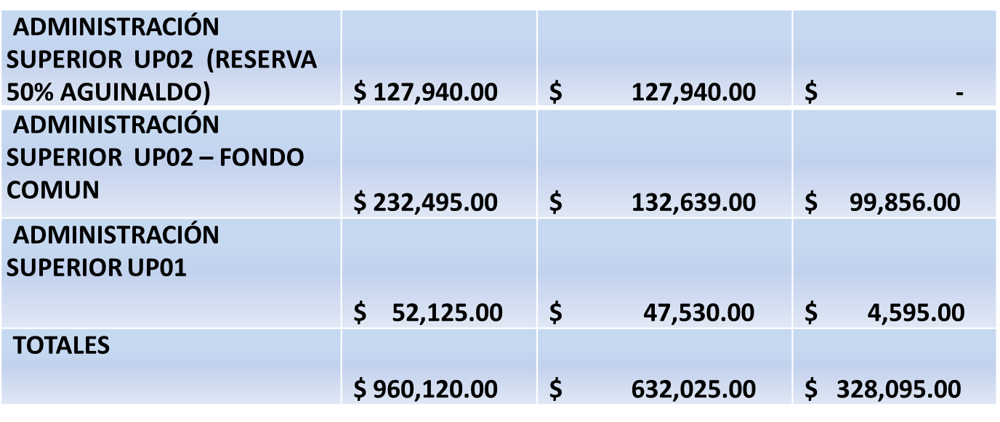 ADMINISTRACIÓN
SUPERIOR UP02 (RESERVA
50% AGUINALDO) $ 127,940.00 $ 127,940.00 $ -
ADMINISTRACIÓN
SUPERIOR UP02 – FONDO
COMUN $ 232,495.00 $ 132,639.00 $ 99,856.00
ADMINISTRACIÓN
SUPERIOR UP01
$ 52,125.00 $ 47,530.00 $ 4,595.00
TOTALES
$ 960,120.00 $ 632,025.00 $ 328,095.00